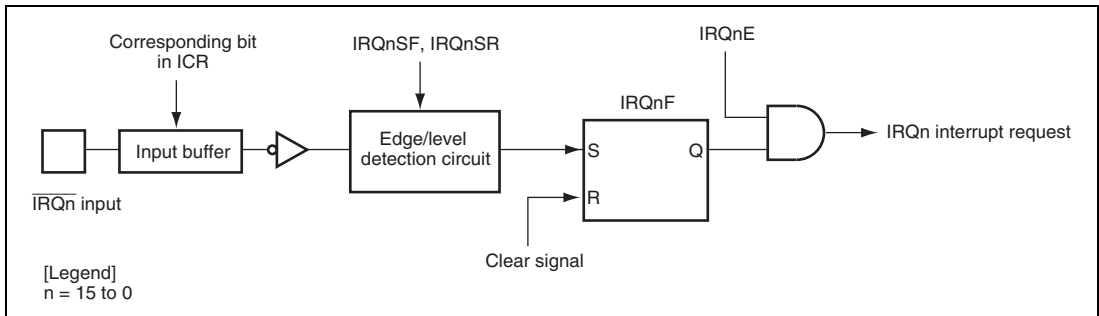 Corresponding bit
in ICR
IRQnSF, IRQnSR
IRQnE
IRQnF
Input buffer
Edge/level
detection circuit
S
Q
R
IRQn interrupt request
I̅R̅Q̅n̅ input
Clear signal
[Legend]
n = 15 to 0